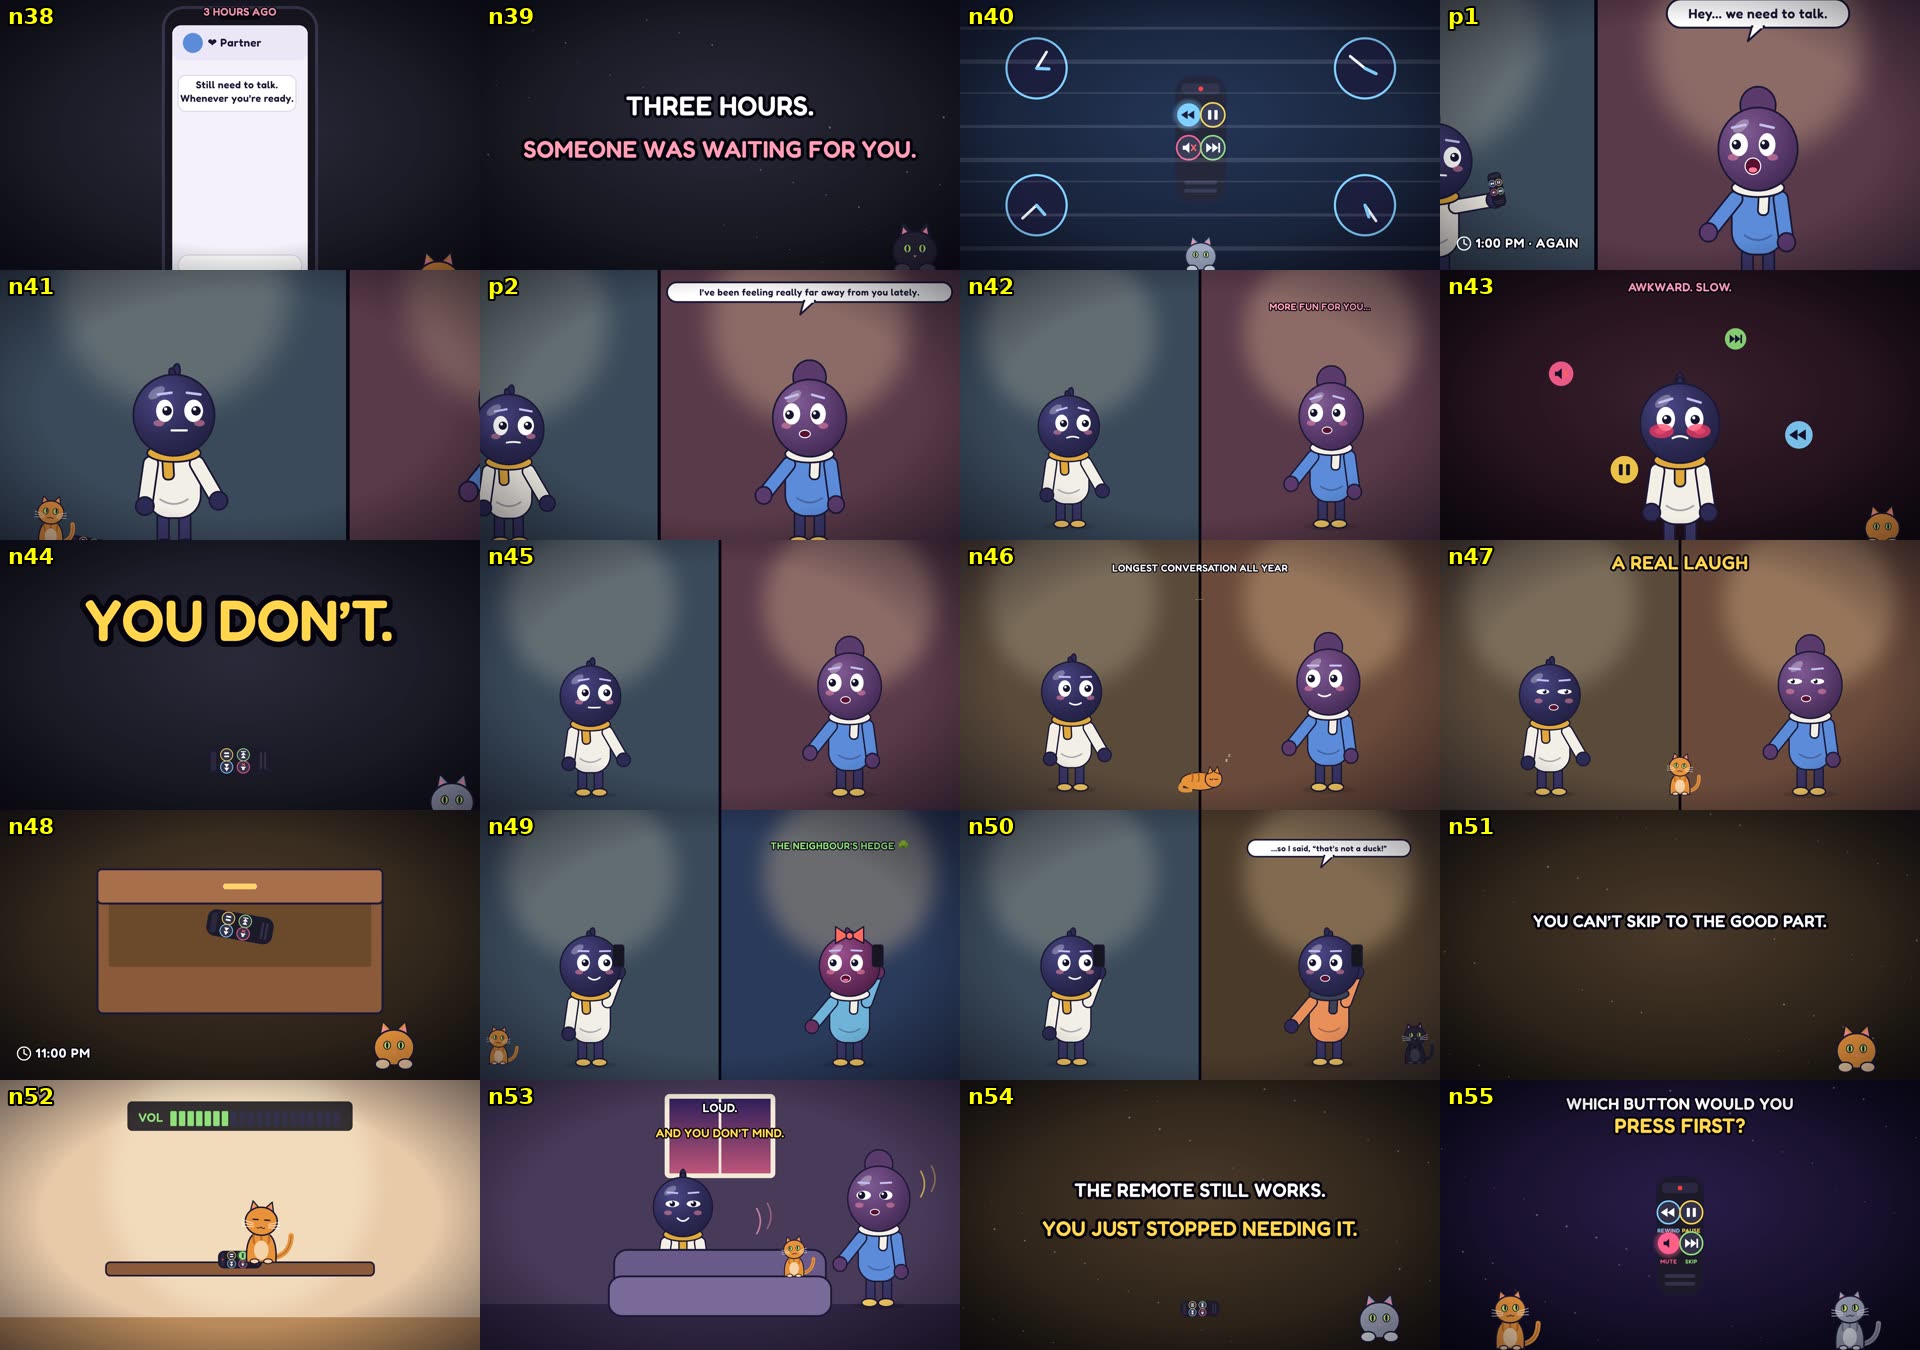 n38
3 HOURS AGO
❤ Partner
Still need to talk.
Whenever you're ready.
n39
THREE HOURS.
SOMEONE WAS WAITING FOR YOU.
n40
p1
Hey... we need to talk.
1:00 PM · AGAIN
n41
p2
I've been feeling really far away from you lately.
n42
MORE FUN FOR YOU...
n43
AWKWARD. SLOW.
n44
YOU DON'T.
n45
n46
LONGEST CONVERSATION ALL YEAR
n47
A REAL LAUGH
n48
11:00 PM
n49
THE NEIGHBOUR'S HEDGE
n50
...so I said, "that's not a duck!"
n51
YOU CAN'T SKIP TO THE GOOD PART.
n52
VOL
n53
LOUD.
AND YOU DON'T MIND.
n54
THE REMOTE STILL WORKS.
YOU JUST STOPPED NEEDING IT.
n55
WHICH BUTTON WOULD YOU
PRESS FIRST?
REWIND PAUSE
MUTE SKIP